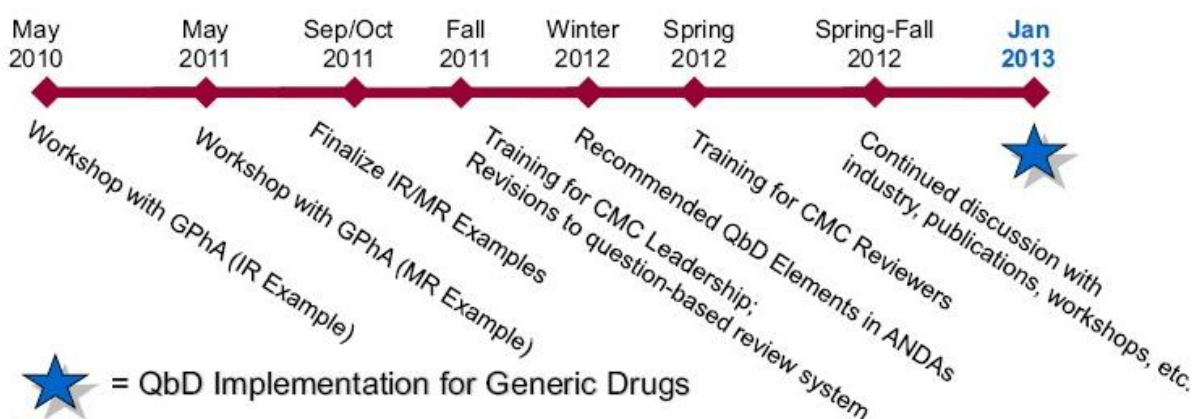 May
2010
May
2011
Sep/Oct
2011
Fall
2011
Winter
2012
Spring
2012
Spring-Fall
2012
Jan
2013
Workshop with GPhA (IR Example)
Workshop with GPhA (MR Example)
Finalize IR/MR Examples
Training for CMC Leadership;
Revisions to question-based review system
Recommended QbD Elements in ANDAs
Training for CMC Reviewers
Continued discussion with
industry, publications, workshops, etc.
= QbD Implementation for Generic Drugs